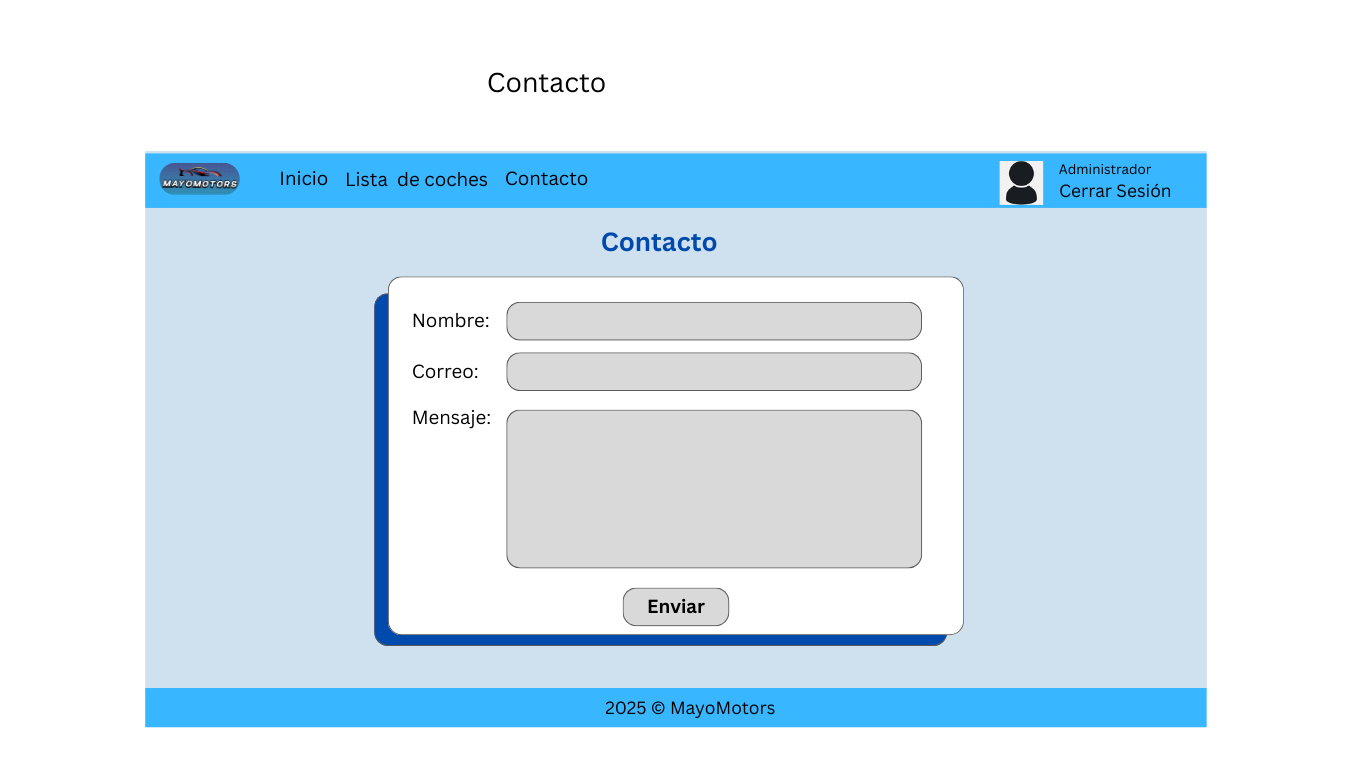 Contacto
MAYOMOTORS
Inicio Lista de coches Contacto
Administrador
Cerrar Sesión
Contacto
Nombre:
Correo:
Mensaje:
Enviar
2025 © MayoMotors